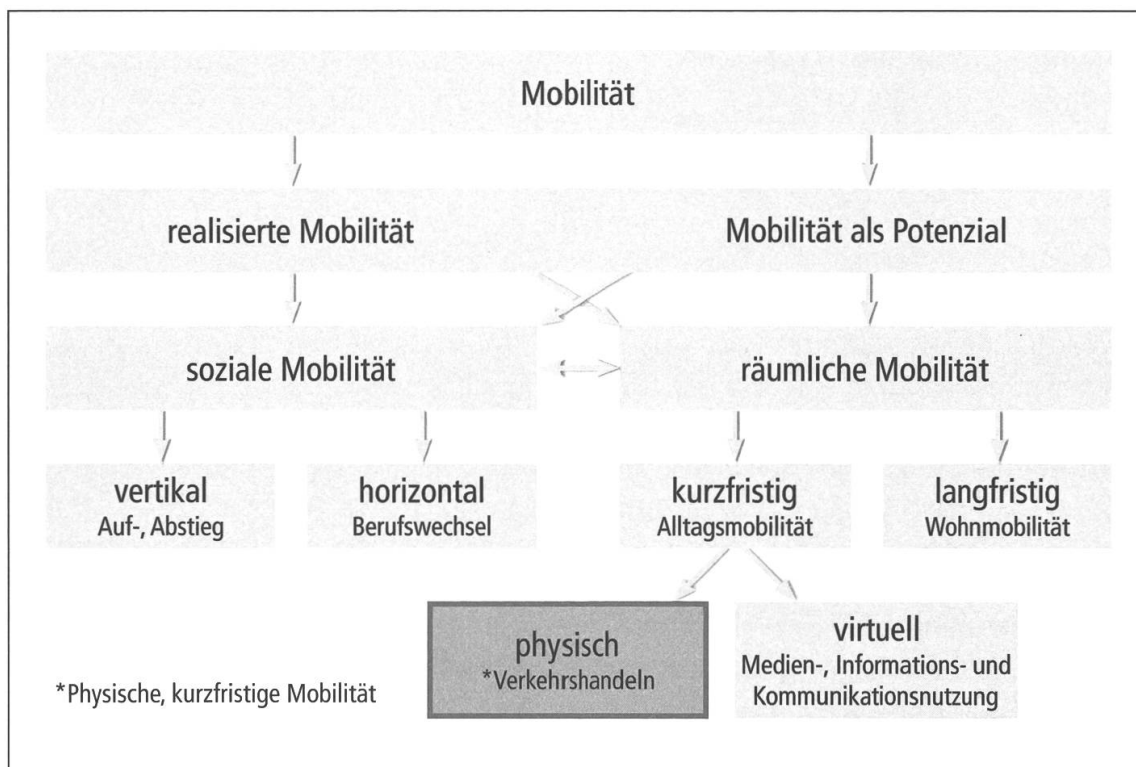 Mobilität
realisierte Mobilität
Mobilität als Potenzial
soziale Mobilität
räumliche Mobilität
vertikal
Auf-, Abstieg
horizontal
Berufswechsel
kurzfristig
Alltagsmobilität
langfristig
Wohnmobilität
physisch
*Verkehrshandeln
virtuell
Medien-, Informations- und
Kommunikationsnutzung
*Physische, kurzfristige Mobilität